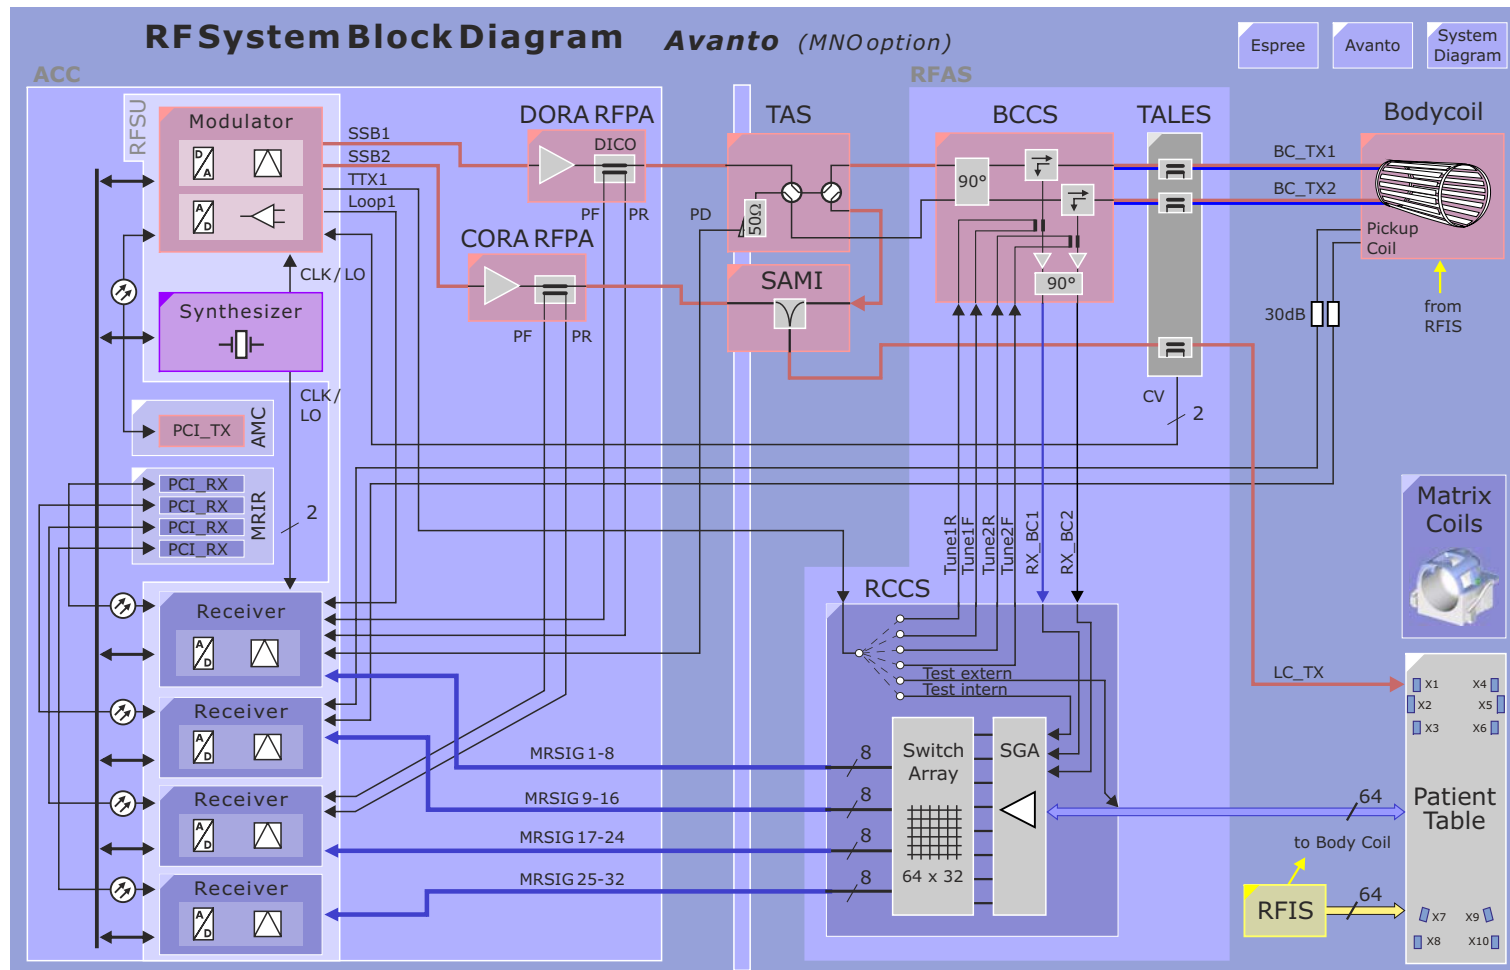 RF System Block Diagram Avanto (MNO option)
Espree
Avanto
System
Diagram
ACC
RFAS
RFSU
Modulator
D
A
A
D
SSB1
SSB2
TTX1
Loop1
DORA RFPA
DICO
PF
PR
CORA RFPA
PF
PR
PD
TAS
50Ω
SAMI
BCCS
90°
90°
TALES
CV
2
Bodycoil
BC_TX1
BC_TX2
Pickup
Coil
30dB
from
RFIS
CLK/LO
Synthesizer
CLK/
LO
PCI_TX
AMC
PCI_RX
PCI_RX
PCI_RX
PCI_RX
MRIR
2
Matrix
Coils
Tune1R
Tune1F
Tune2R
Tune2F
RX_BC1
RX_BC2
RCCS
Receiver
A
D
Receiver
A
D
Receiver
A
D
Receiver
A
D
Test extern
Test intern
MRSIG 1-8
8
MRSIG 9-16
8
MRSIG 17-24
8
MRSIG 25-32
8
Switch
Array
64 x 32
SGA
LC_TX
X1
X4
X2
X5
X3
X6
64
Patient
Table
to Body Coil
RFIS
64
X7
X9
X8
X10